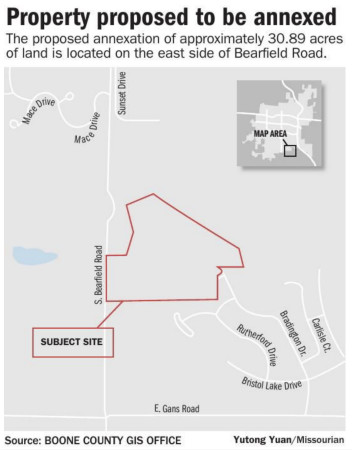 Property proposed to be annexed
The proposed annexation of approximately 30.89 acres
of land is located on the east side of Bearfield Road.
Mace Drive
Mace Drive
Sunset Drive
MAP AREA
S. Bearfield Road
SUBJECT SITE
Rutherford Drive
Bradington Dr.
Carlisle Ct.
Bristol Lake Drive
E. Gans Road
Source: BOONE COUNTY GIS OFFICE
Yutong Yuan/Missourian